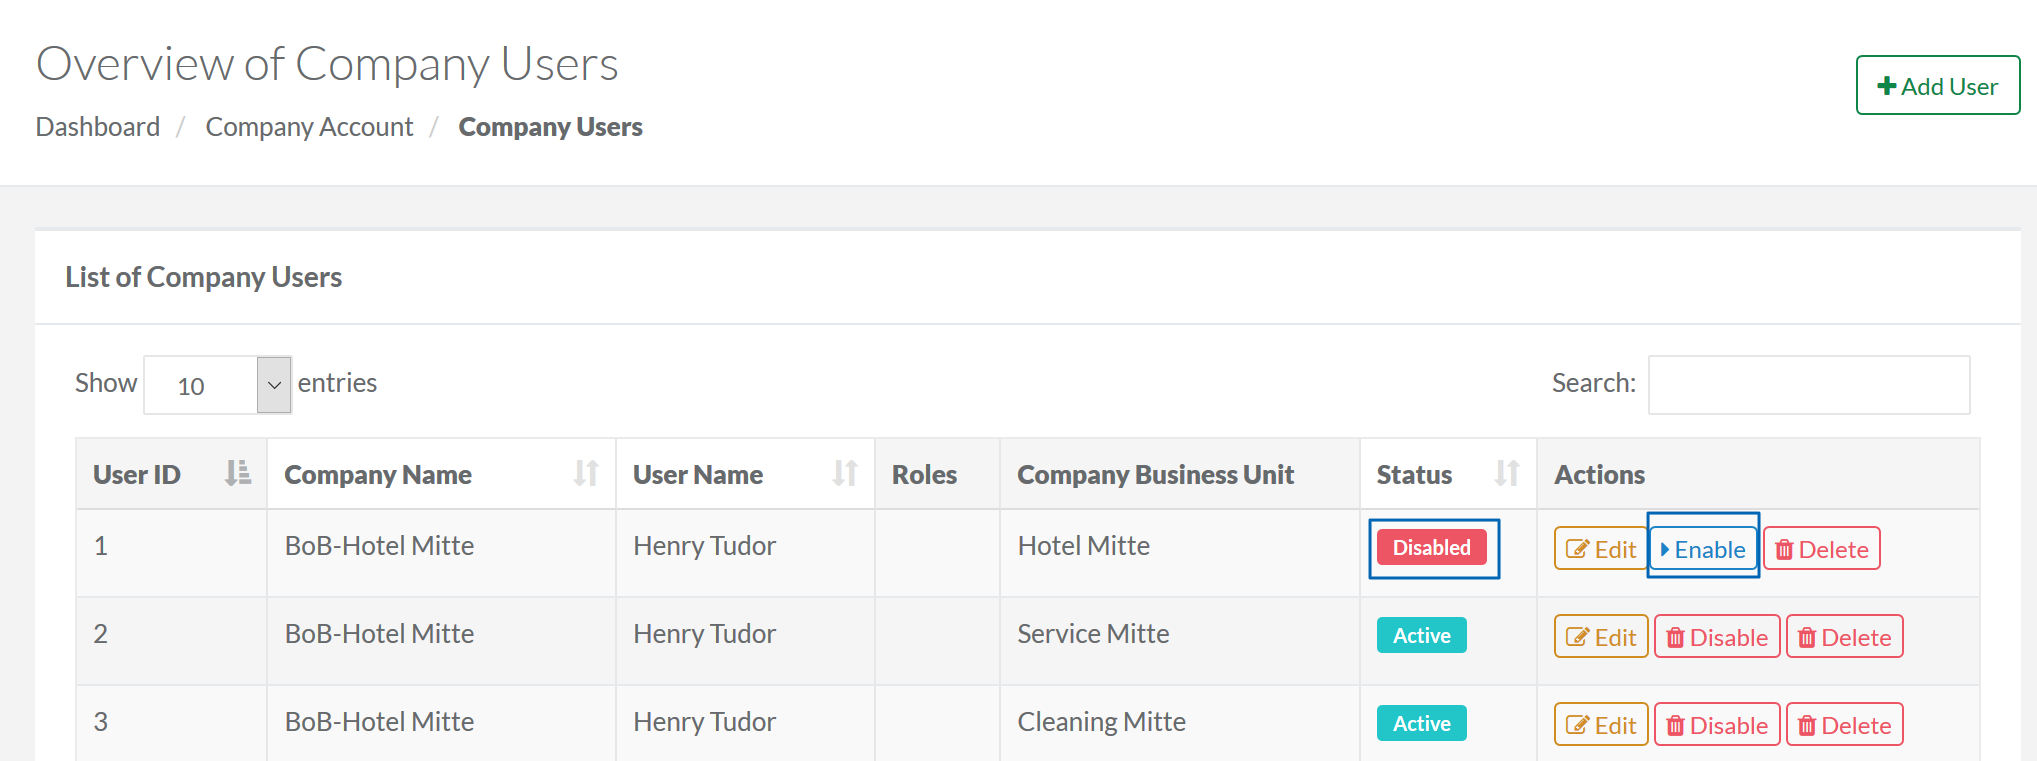 Overview of Company Users
Add User
Dashboard / Company Account / Company Users
List of Company Users
Show 10 entries Search:
User ID Company Name User Name Roles Company Business Unit Status Actions
1 BoB-Hotel Mitte Henry Tudor Hotel Mitte Disabled Edit Enable Delete
2 BoB-Hotel Mitte Henry Tudor Service Mitte Active Edit Disable Delete
3 BoB-Hotel Mitte Henry Tudor Cleaning Mitte Active Edit Disable Delete